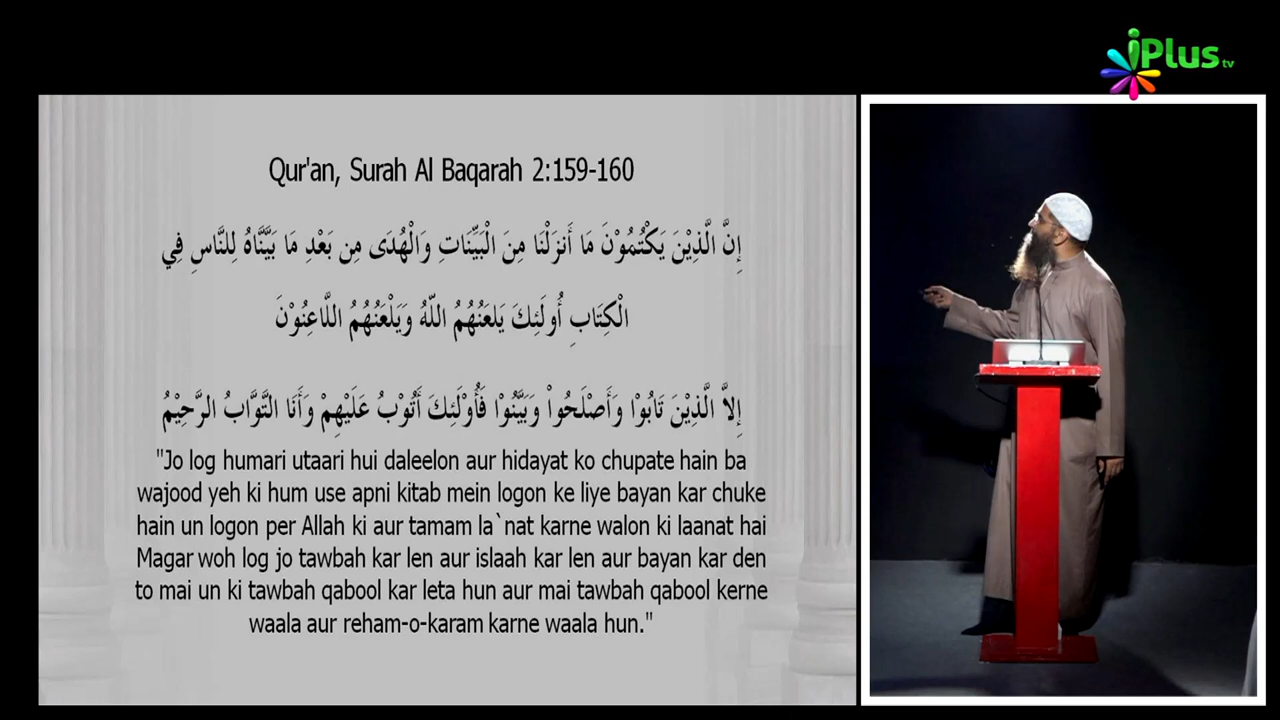 iPlus tv
Qur'an, Surah Al Baqarah 2:159-160
إِنَّ الَّذِيْنَ يَكْتُمُوْنَ مَا أَنزَلْنَا مِنَ الْبَيِّنَاتِ وَالْهُدَى مِن بَعْدِ مَا بَيَّنَّاهُ لِلنَّاسِ فِي
الْكِتَابِ أُولَئِكَ يَلعَنُهُمُ اللّهُ وَيَلْعَنُهُمُ اللَّاعِنُوْنَ
إِلاَّ الَّذِيْنَ تَابُوْا وَأَصْلَحُواْ وَبَيَّنُوْا فَأُوْلَئِكَ أَتُوْبُ عَلَيْهِمْ وَأَنَا التَّوَّابُ الرَّحِيْمُ
"Jo log humari utaari hui daleelon aur hidayat ko chupate hain ba
wajood yeh ki hum use apni kitab mein logon ke liye bayan kar chuke
hain un logon per Allah ki aur tamam la`nat karne walon ki laanat hai
Magar woh log jo tawbah kar len aur islaah kar len aur bayan kar den
to mai un ki tawbah qabool kar leta hun aur mai tawbah qabool kerne
waala aur reham-o-karam karne waala hun."